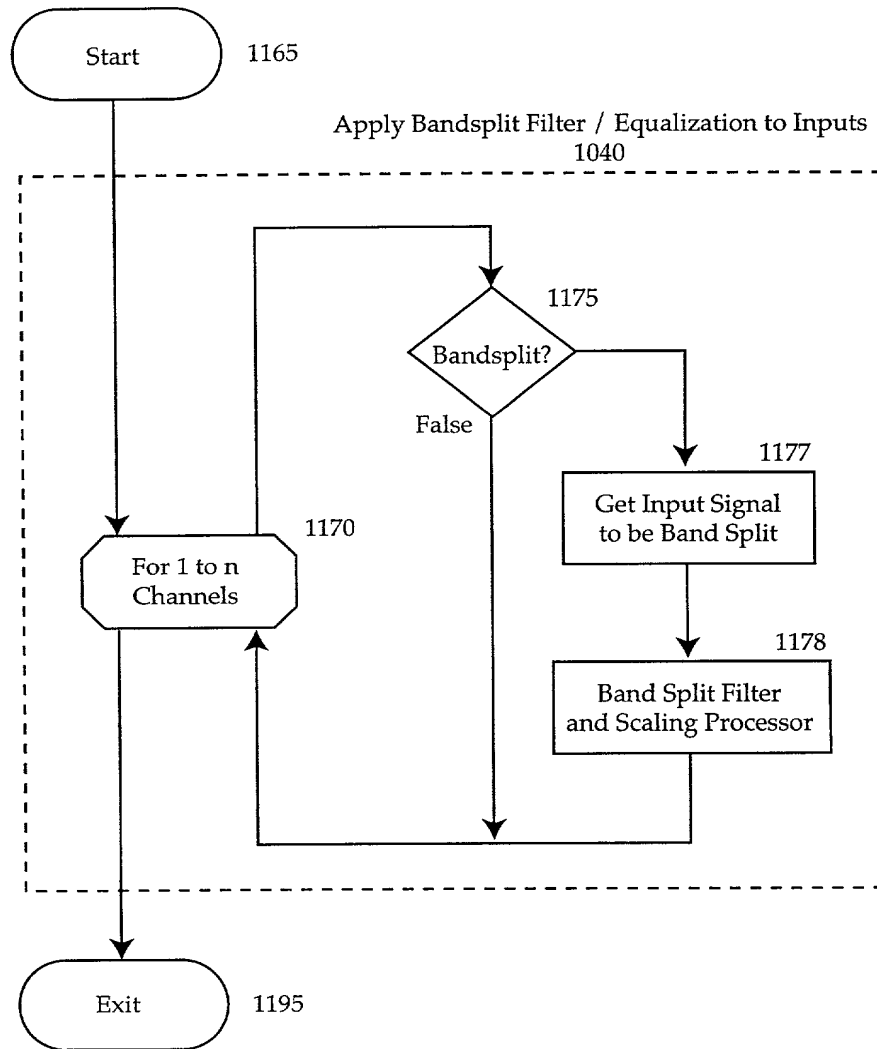 Start
1165
Apply Bandsplit Filter / Equalization to Inputs
1040
1175
Bandsplit?
False
1177
Get Input Signal
to be Band Split
1170
For 1 to n
Channels
1178
Band Split Filter
and Scaling Processor
Exit
1195